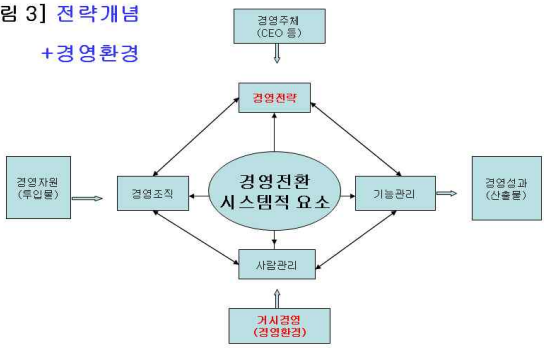 림 3] 전략개념
+경영환경
경영주체
(CEO 등)
경영전략
경영자원
(투입물)
경영조직
경영전환
시스템적 요소
기능관리
경영성과
(산출물)
사람관리
거시경영
(경영환경)